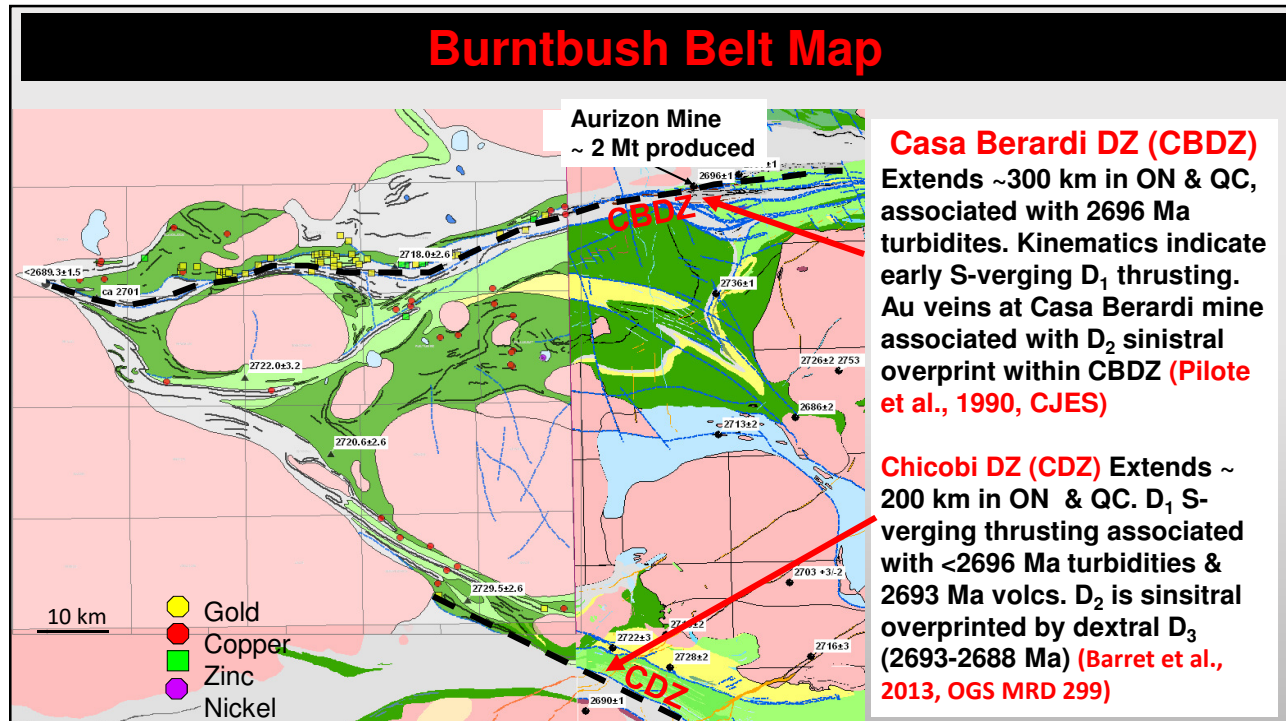 Burntbush Belt Map
Aurizon Mine
~ 2 Mt produced
2696±1
CBDZ
2718.0±2.6
<2689.3±1.5
ca 2701
2736±1
2722.0±3.2
2726±2 2753
2686±2
2713±2
2720.6±2.6
2703 +3/-2
2729.5±2.6
2722±3
2716±3
2728±2
CDZ
2690±1
10 km
Gold
Copper
Zinc
Nickel
Casa Berardi DZ (CBDZ)
Extends ~300 km in ON & QC,
associated with 2696 Ma
turbidites. Kinematics indicate
early S-verging D1 thrusting.
Au veins at Casa Berardi mine
associated with D2 sinistral
overprint within CBDZ (Pilote
et al., 1990, CJES)
Chicobi DZ (CDZ) Extends ~
200 km in ON & QC. D1 S-
verging thrusting associated
with <2696 Ma turbidities &
2693 Ma volcs. D2 is sinsitral
overprinted by dextral D3
(2693-2688 Ma) (Barret et al.,
2013, OGS MRD 299)